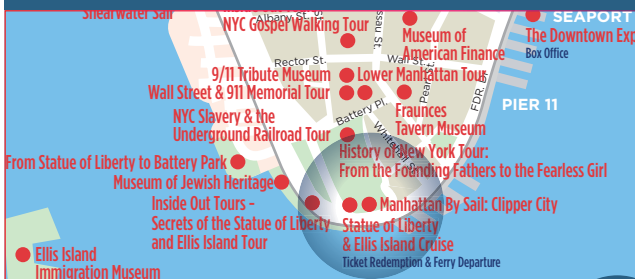 Shearwater Sail
Albany St.
NYC Gospel Walking Tour
Museum of
American Finance
SEAPORT
The Downtown Exp
Box Office
Rector St.
Wall St.
9/11 Tribute Museum
Lower Manhattan Tour
Wall Street & 911 Memorial Tour
Pearl St.
FDR. Dr
PIER 11
Battery Pl.
Fraunces
Tavern Museum
NYC Slavery & the
Underground Railroad Tour
Whitehall St.
History of New York Tour:
From the Founding Fathers to the Fearless Girl
From Statue of Liberty to Battery Park
Museum of Jewish Heritage
Inside Out Tours –
Secrets of the Statue of Liberty
and Ellis Island Tour
Manhattan By Sail: Clipper City
Statue of Liberty
& Ellis Island Cruise
Ticket Redemption & Ferry Departure
Ellis Island
Immigration Museum